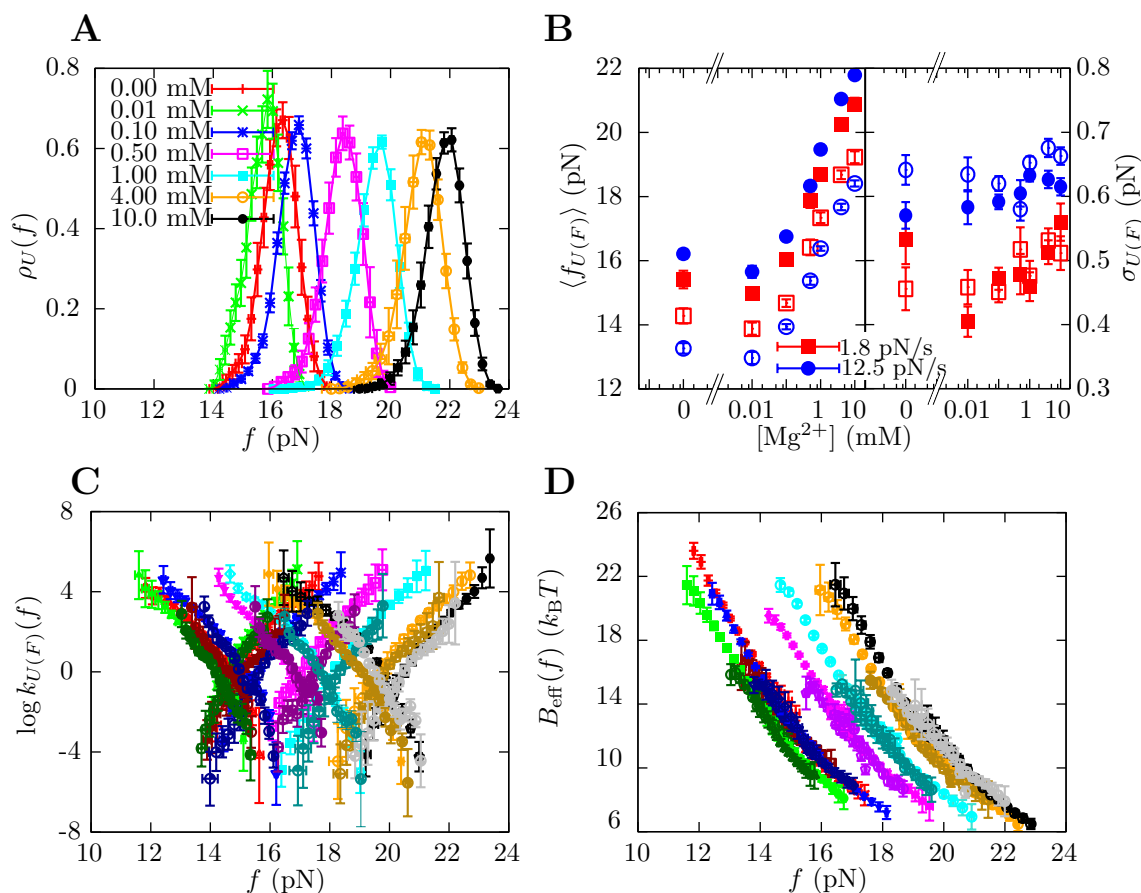 A
0.8
0.6
0.4
0.2
0
ρU(f)
0.00 mM
0.01 mM
0.10 mM
0.50 mM
1.00 mM
4.00 mM
10.0 mM
10 12 14 16 18 20 22 24
f (pN)
B
22
20
18
16
14
12
⟨fU(F)⟩ (pN)
0.8
0.7
0.6
0.5
0.4
0.3
σU(F) (pN)
1.8 pN/s
12.5 pN/s
0 0.01 1 10 0 0.01 1 10
[Mg2+] (mM)
C
8
4
0
-4
-8
log kU(F)(f)
10 12 14 16 18 20 22 24
f (pN)
D
26
22
18
14
10
6
Beff(f) (kBT)
10 12 14 16 18 20 22 24
f (pN)